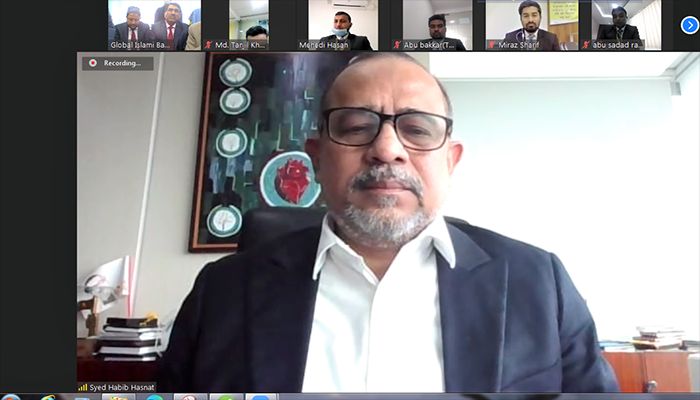 Global Islami Ba...
Md. Tanjil Kh...
Mehedi Hasan
Abu bakkar(T...
Miraz Sharif
abu sadad ra...
Recording...
Syed Habib Hasnat